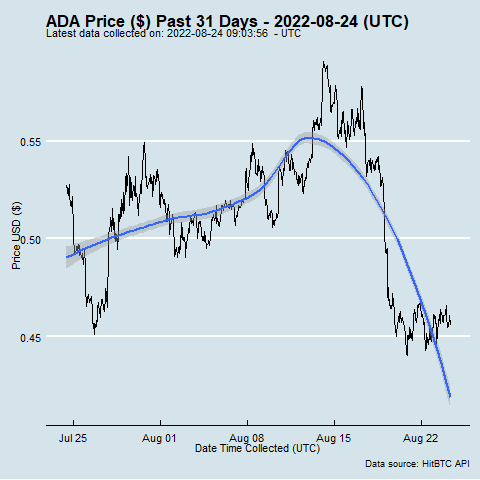 ADA Price ($) Past 31 Days - 2022-08-24 (UTC)
Latest data collected on: 2022-08-24 09:03:56  - UTC
0.55
0.50
0.45
Price USD ($)
Jul 25
Aug 01
Aug 08
Aug 15
Aug 22
Date Time Collected (UTC)
Data source: HitBTC API